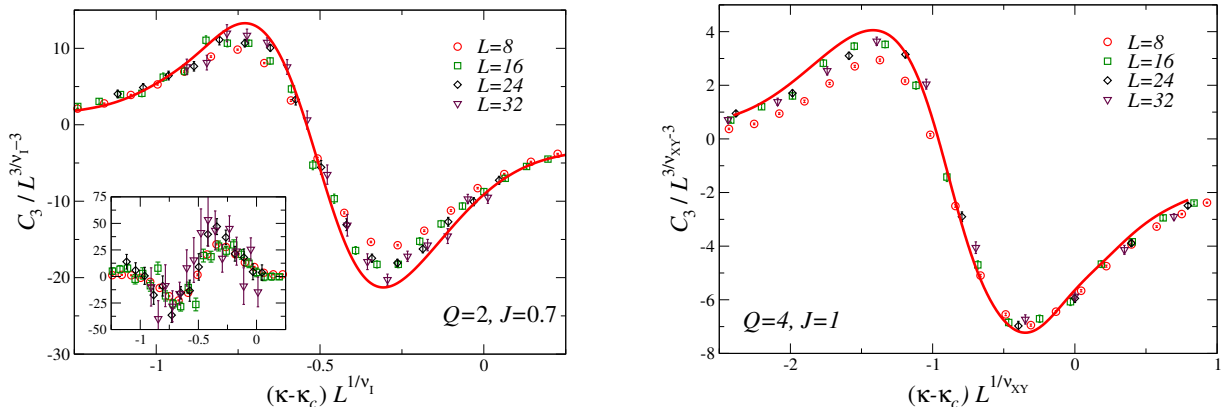 C₃ / L^{3/ν_I-3}
10
0
-10
-20
-30
L=8
L=16
L=24
L=32
75
50
25
0
-25
-50
-1
-0.5
0
Q=2, J=0.7
-1
-0.5
0
(κ-κ_c) L^{1/ν_I}
C₃ / L^{3/ν_XY-3}
4
2
0
-2
-4
-6
-8
L=8
L=16
L=24
L=32
Q=4, J=1
-2
-1
0
1
(κ-κ_c) L^{1/ν_XY}